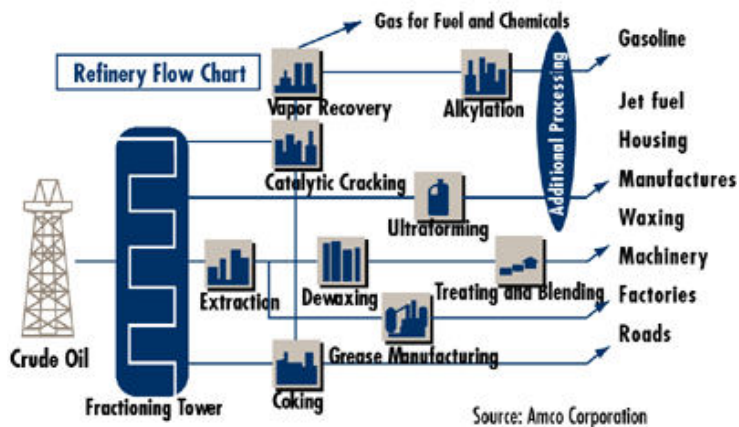 Gas for Fuel and Chemicals
Refinery Flow Chart
Vapor Recovery
Alkylation
Additional Processing
Gasoline
Jet fuel
Housing
Catalytic Cracking
Manufactures
Ultraforming
Waxing
Extraction
Dewaxing
Treating and Blending
Machinery
Factories
Crude Oil
Grease Manufacturing
Roads
Fractioning Tower
Coking
Source: Amco Corporation